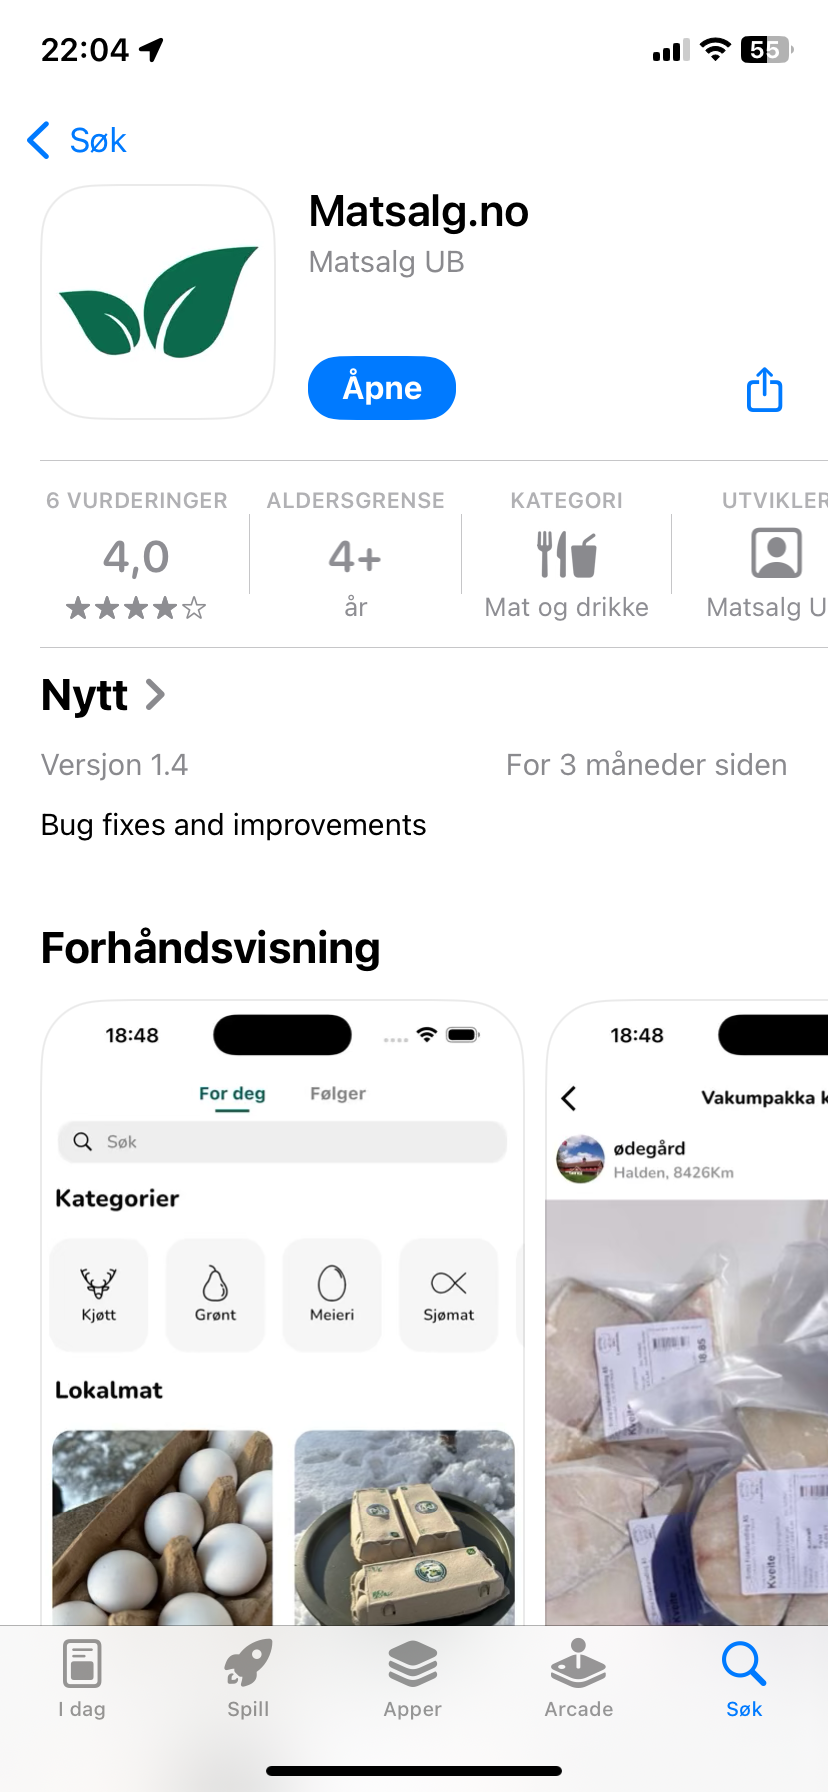 22:04
55
Søk
Matsalg.no
Matsalg UB
Åpne
6 VURDERINGER
4,0
ALDERSGRENSE
4+
år
KATEGORI
Mat og drikke
UTVIKLER
Matsalg U
Nytt
Versjon 1.4
For 3 måneder siden
Bug fixes and improvements
Forhåndsvisning
18:48
For deg
Følger
Søk
Kategorier
Kjøtt
Grønt
Meieri
Sjømat
Lokalmat
18:48
Vakumpakka k
ødegård
Halden, 8426Km
Kveite
Kveite
I dag
Spill
Apper
Arcade
Søk